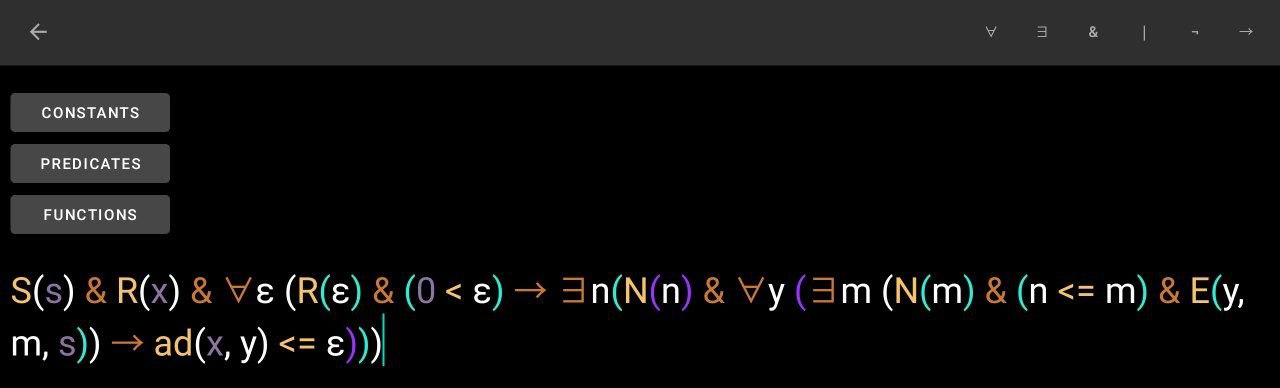 ← ∀ ∃ & | ¬ →
CONSTANTS
PREDICATES
FUNCTIONS
S(s) & R(x) & ∀ε (R(ε) & (0 < ε) → ∃n(N(n) & ∀y (∃m (N(m) & (n <= m) & E(y,
m, s)) → ad(x, y) <= ε)))